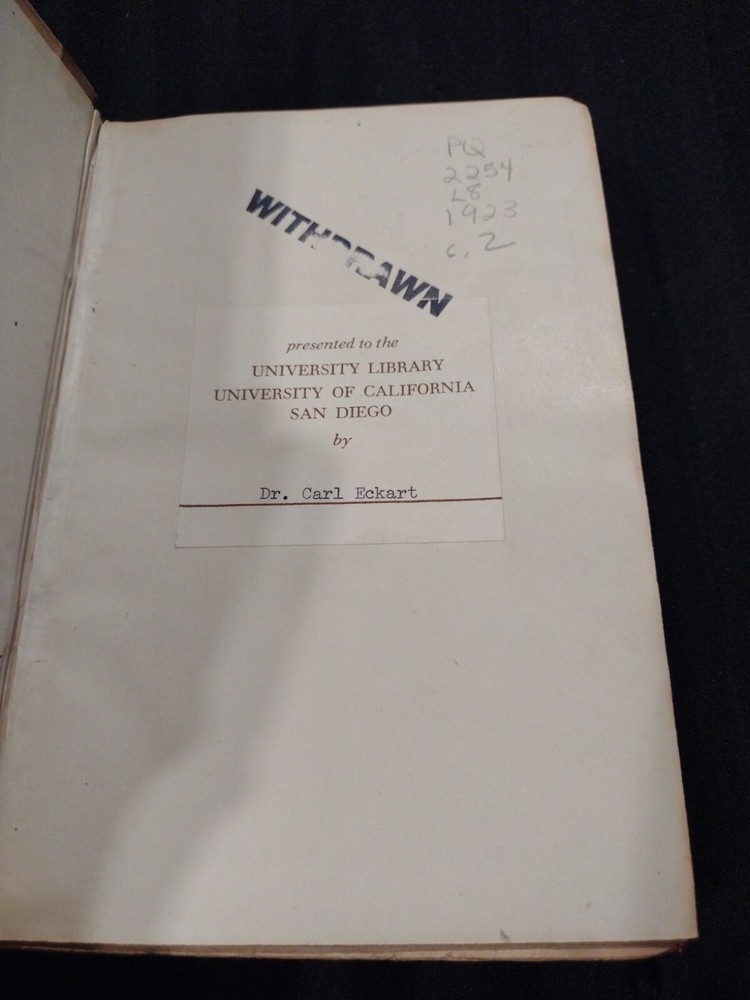 PQ
2254
L8
1923
c. 2
WITHDRAWN
presented to the
UNIVERSITY LIBRARY
UNIVERSITY OF CALIFORNIA
SAN DIEGO
by
Dr. Carl Eckart